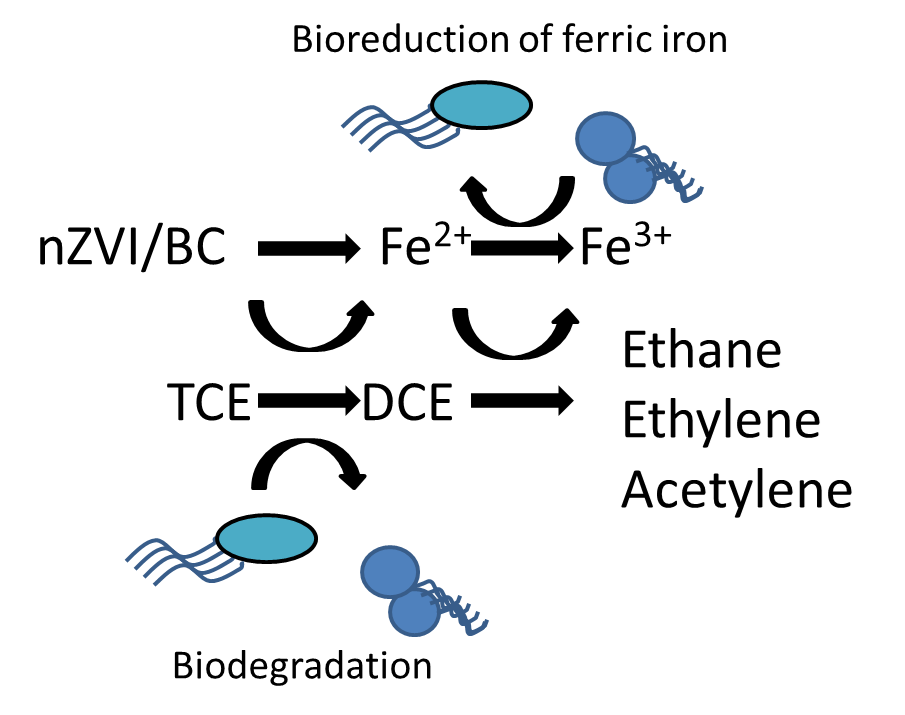 Bioreduction of ferric iron
nZVI/BC Fe²⁺ Fe³⁺
TCE DCE
Ethane
Ethylene
Acetylene
Biodegradation